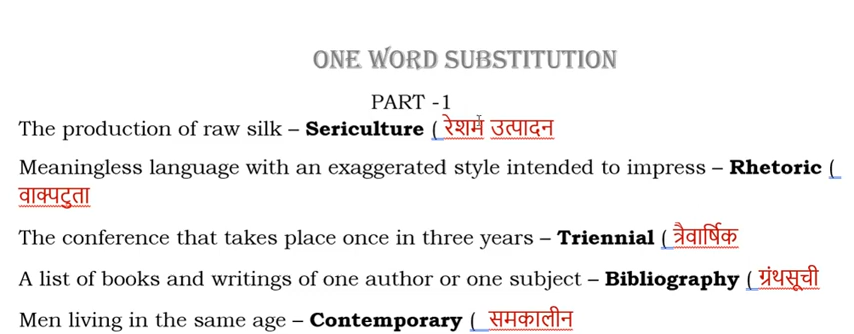 ONE WORD SUBSTITUTION
PART -1
The production of raw silk – Sericulture ( रेशम उत्पादन
Meaningless language with an exaggerated style intended to impress – Rhetoric (
वाक्पटुता
The conference that takes place once in three years – Triennial ( त्रैवार्षिक
A list of books and writings of one author or one subject – Bibliography ( ग्रंथसूची
Men living in the same age – Contemporary ( समकालीन